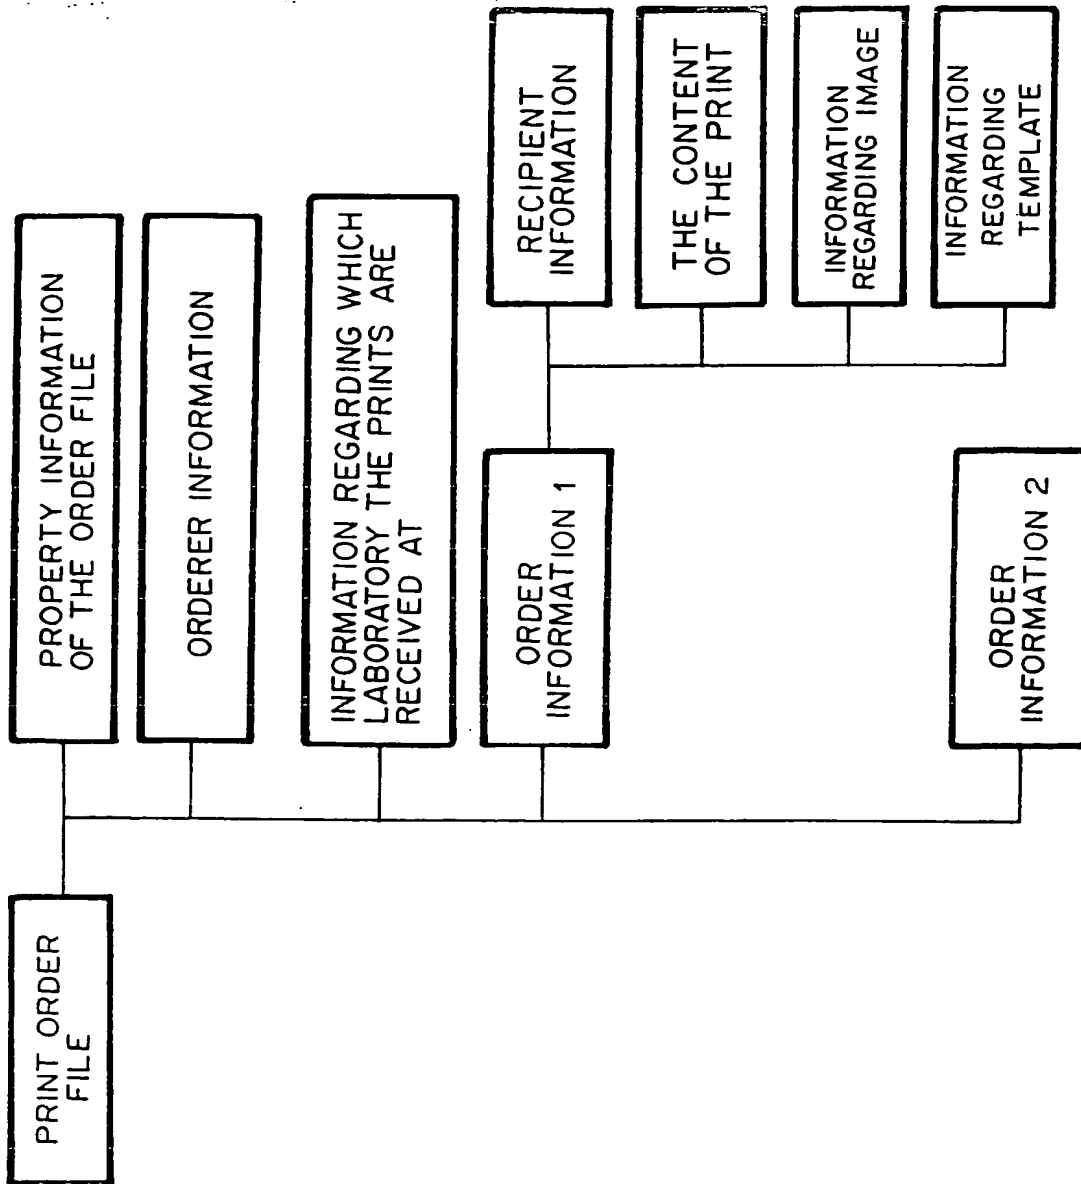 PRINT ORDER
FILE
PROPERTY INFORMATION
OF THE ORDER FILE
ORDERER INFORMATION
INFORMATION REGARDING WHICH
LABORATORY THE PRINTS ARE
RECEIVED AT
ORDER
INFORMATION 1
RECIPIENT
INFORMATION
THE CONTENT
OF THE PRINT
INFORMATION
REGARDING IMAGE
INFORMATION
REGARDING
TEMPLATE
ORDER
INFORMATION 2